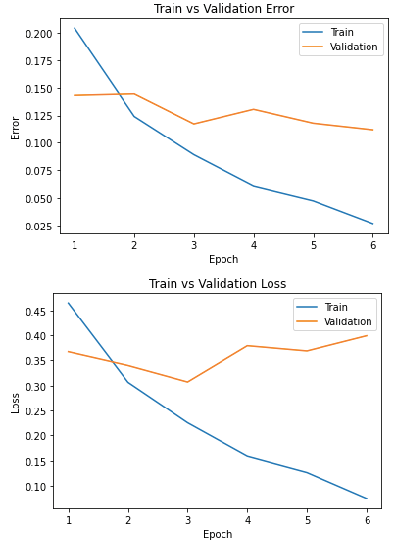 Train vs Validation Error
0.200
0.175
0.150
0.125
0.100
0.075
0.050
0.025
Error
Train
Validation
1 2 3 4 5 6
Epoch
Train vs Validation Loss
0.45
0.40
0.35
0.30
0.25
0.20
0.15
0.10
Loss
Train
Validation
1 2 3 4 5 6
Epoch